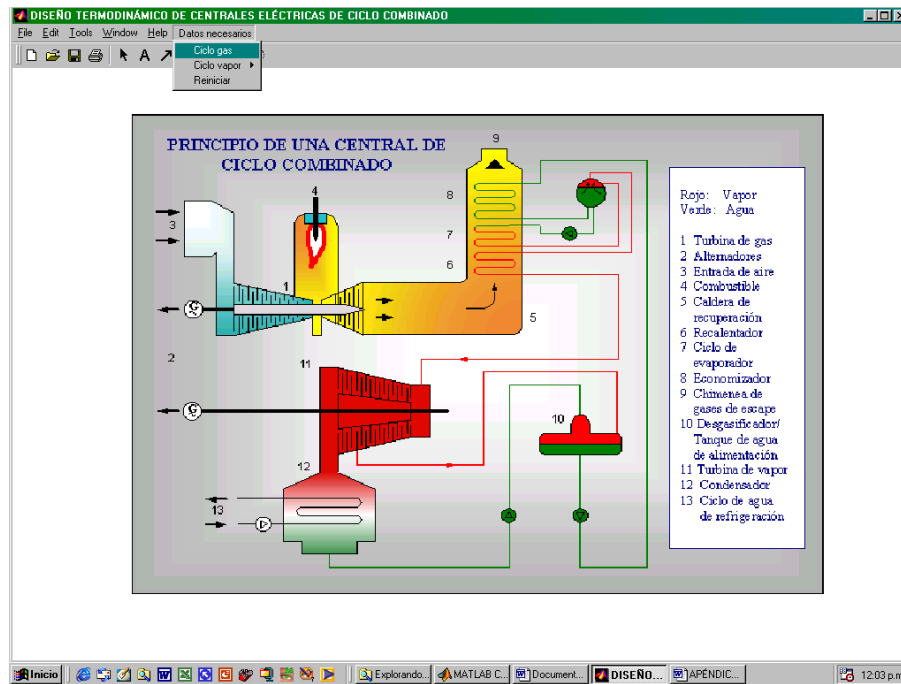 DISEÑO TERMODINÁMICO DE CENTRALES ELÉCTRICAS DE CICLO COMBINADO
File Edit Tools Window Help Datos necesarios
Ciclo gas
Ciclo vapor
Reiniciar
A
PRINCIPIO DE UNA CENTRAL DE
CICLO COMBINADO
9
4
8
3
7
6
1
G
5
2
11
G
10
12
13
Rojo: Vapor
Verde: Agua
1 Turbina de gas
2 Alternadores
3 Entrada de aire
4 Combustible
5 Caldera de
recuperación
6 Recalentador
7 Ciclo de
evaporador
8 Economizador
9 Chimenea de
gases de escape
10 Desgasificador/
Tanque de agua
de alimentación
11 Turbina de vapor
12 Condensador
13 Ciclo de agua
de refrigeración
Inicio Explorando... MATLAB C... Document... DISEÑO... APÉNDIC... 12:03 p.m